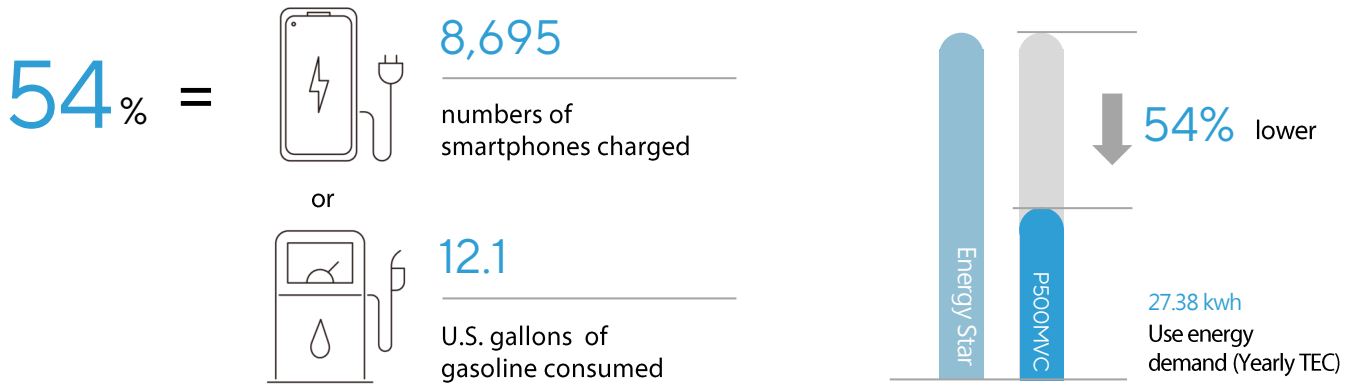 54 % =
8,695
numbers of
smartphones charged
or
12.1
U.S. gallons of
gasoline consumed
Energy Star
P500MVC
54% lower
27.38 kwh
Use energy
demand (Yearly TEC)